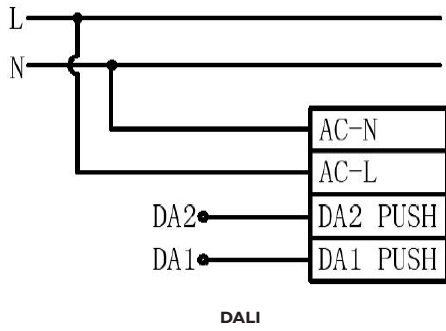 L
N
AC-N
AC-L
DA2 DA2 PUSH
DA1 DA1 PUSH
DALI